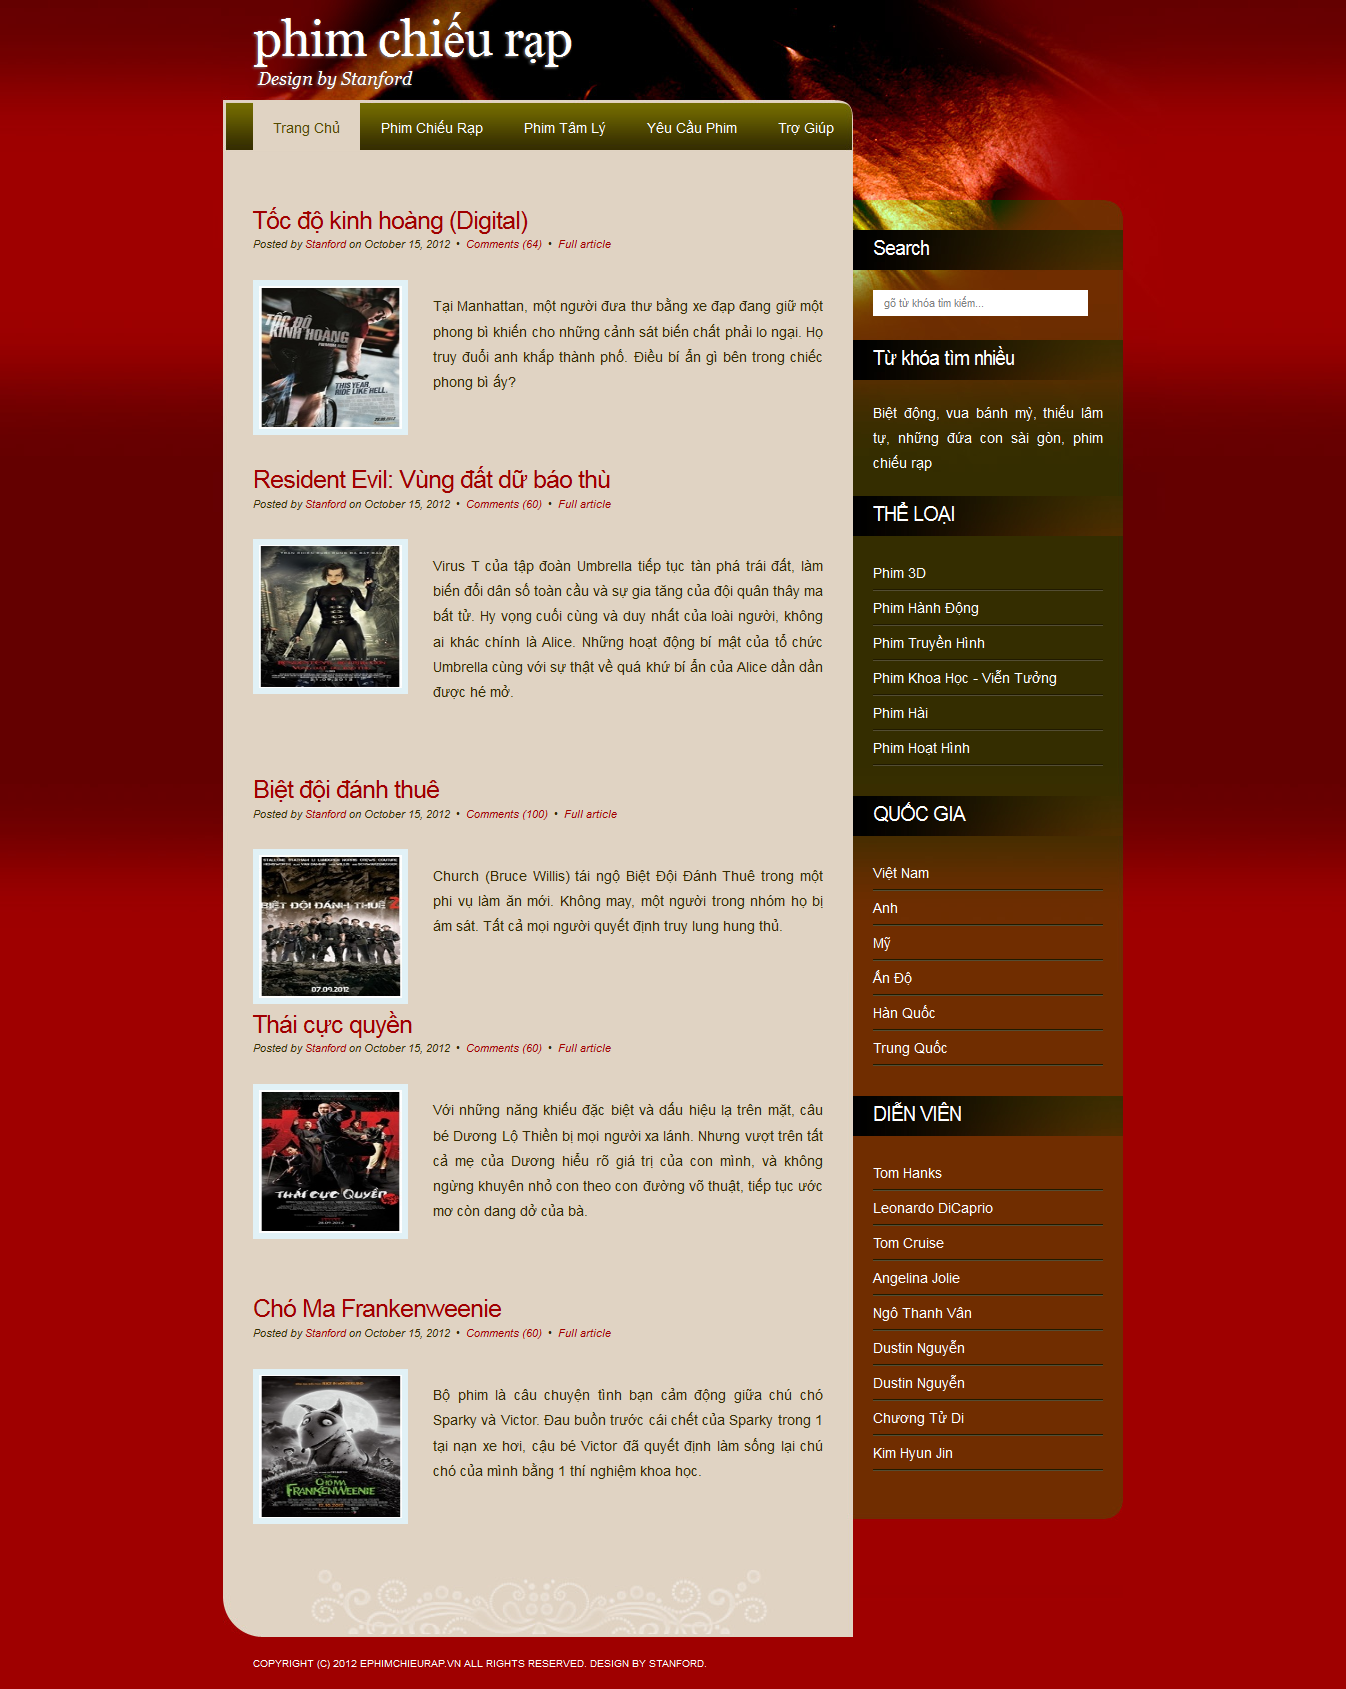 phim chiếu rạp
Design by Stanford
Trang Chủ
Phim Chiếu Rạp
Phim Tâm Lý
Yêu Cầu Phim
Trợ Giúp
Tốc độ kinh hoàng (Digital)
Posted by Stanford on October 15, 2012 • Comments (64) • Full article
TỐC ĐỘ
KINH HOÀNG
THIS YEAR,
RIDE LIKE HELL.
Tại Manhattan, một người đưa thư bằng xe đạp đang giữ một
phong bì khiến cho những cảnh sát biến chất phải lo ngại. Họ
truy đuổi anh khắp thành phố. Điều bí ẩn gì bên trong chiếc
phong bì ấy?
Resident Evil: Vùng đất dữ báo thù
Posted by Stanford on October 15, 2012 • Comments (60) • Full article
Virus T của tập đoàn Umbrella tiếp tục tàn phá trái đất, làm
biến đổi dân số toàn cầu và sự gia tăng của đội quân thây ma
bất tử. Hy vọng cuối cùng và duy nhất của loài người, không
ai khác chính là Alice. Những hoạt động bí mật của tổ chức
Umbrella cùng với sự thật về quá khứ bí ẩn của Alice dần dần
được hé mở.
Biệt đội đánh thuê
Posted by Stanford on October 15, 2012 • Comments (100) • Full article
BIỆT ĐỘI ĐÁNH THUÊ 2
07.09.2012
Church (Bruce Willis) tái ngộ Biệt Đội Đánh Thuê trong một
phi vụ làm ăn mới. Không may, một người trong nhóm họ bị
ám sát. Tất cả mọi người quyết định truy lung hung thủ.
Thái cực quyền
Posted by Stanford on October 15, 2012 • Comments (60) • Full article
THÁI CỰC QUYỀN
Với những năng khiếu đặc biệt và dấu hiệu lạ trên mặt, câu
bé Dương Lộ Thiền bị mọi người xa lánh. Nhưng vượt trên tất
cả mẹ của Dương hiểu rõ giá trị của con mình, và không
ngừng khuyên nhỏ con theo con đường võ thuật, tiếp tục ước
mơ còn dang dở của bà.
Chó Ma Frankenweenie
Posted by Stanford on October 15, 2012 • Comments (60) • Full article
CHÓ MA
FRANKENWEENIE
Bộ phim là câu chuyện tình bạn cảm động giữa chú chó
Sparky và Victor. Đau buồn trước cái chết của Sparky trong 1
tại nạn xe hơi, cậu bé Victor đã quyết định làm sống lại chú
chó của mình bằng 1 thí nghiệm khoa học.
Search
gõ từ khóa tìm kiếm...
Từ khóa tìm nhiều
Biệt động, vua bánh mỳ, thiếu lâm
tự, những đứa con sài gòn, phim
chiếu rạp
THỂ LOẠI
Phim 3D
Phim Hành Động
Phim Truyền Hình
Phim Khoa Học - Viễn Tưởng
Phim Hài
Phim Hoạt Hình
QUỐC GIA
Việt Nam
Anh
Mỹ
Ấn Độ
Hàn Quốc
Trung Quốc
DIỄN VIÊN
Tom Hanks
Leonardo DiCaprio
Tom Cruise
Angelina Jolie
Ngô Thanh Vân
Dustin Nguyễn
Dustin Nguyễn
Chương Tử Di
Kim Hyun Jin
COPYRIGHT (C) 2012 EPHIMCHIEURAP.VN ALL RIGHTS RESERVED. DESIGN BY STANFORD.